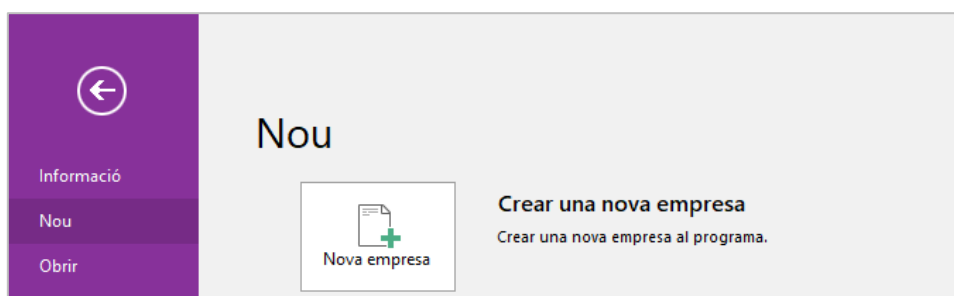 Informació
Nou
Obrir
Nou
Nova empresa
Crear una nova empresa
Crear una nova empresa al programa.